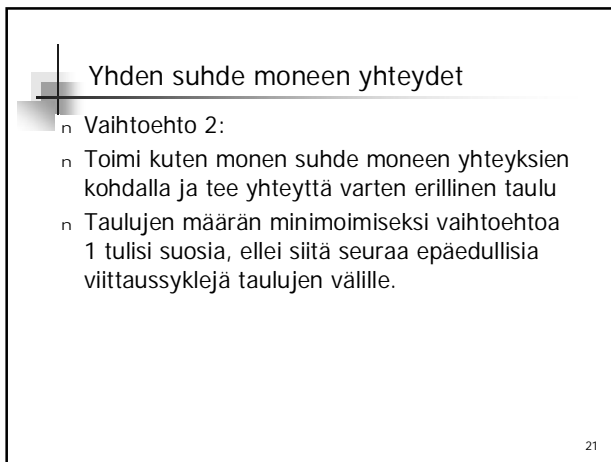 Yhden suhde moneen yhteydet
n Vaihtoehto 2:
n Toimi kuten monen suhde moneen yhteyksien
kohdalla ja tee yhteyttä varten erillinen taulu
n Taulujen määrän minimoimiseksi vaihtoehtoa
1 tulisi suosia, ellei siitä seuraa epäedullisia
viittaussyklejä taulujen välille.
21